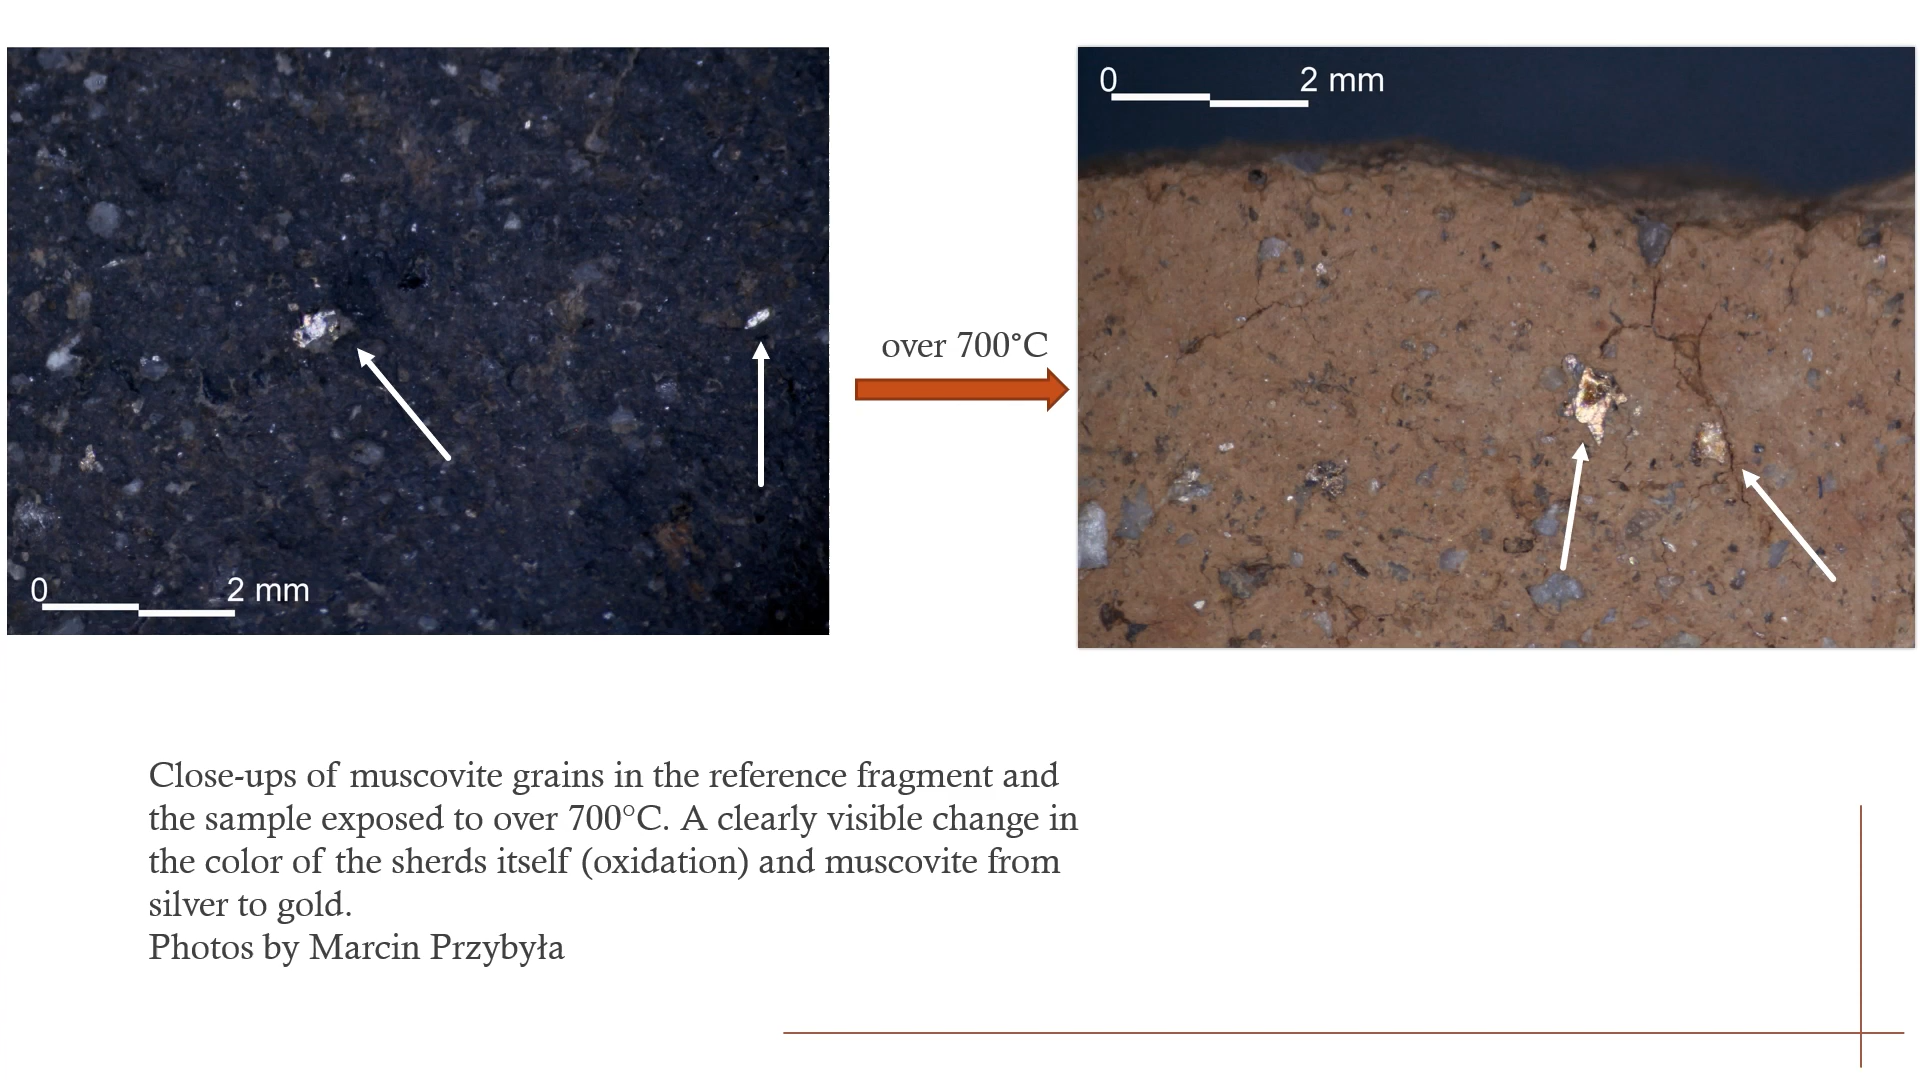 0 2 mm
over 700°C
0 2 mm
Close-ups of muscovite grains in the reference fragment and
the sample exposed to over 700°C. A clearly visible change in
the color of the sherds itself (oxidation) and muscovite from
silver to gold.
Photos by Marcin Przybyła